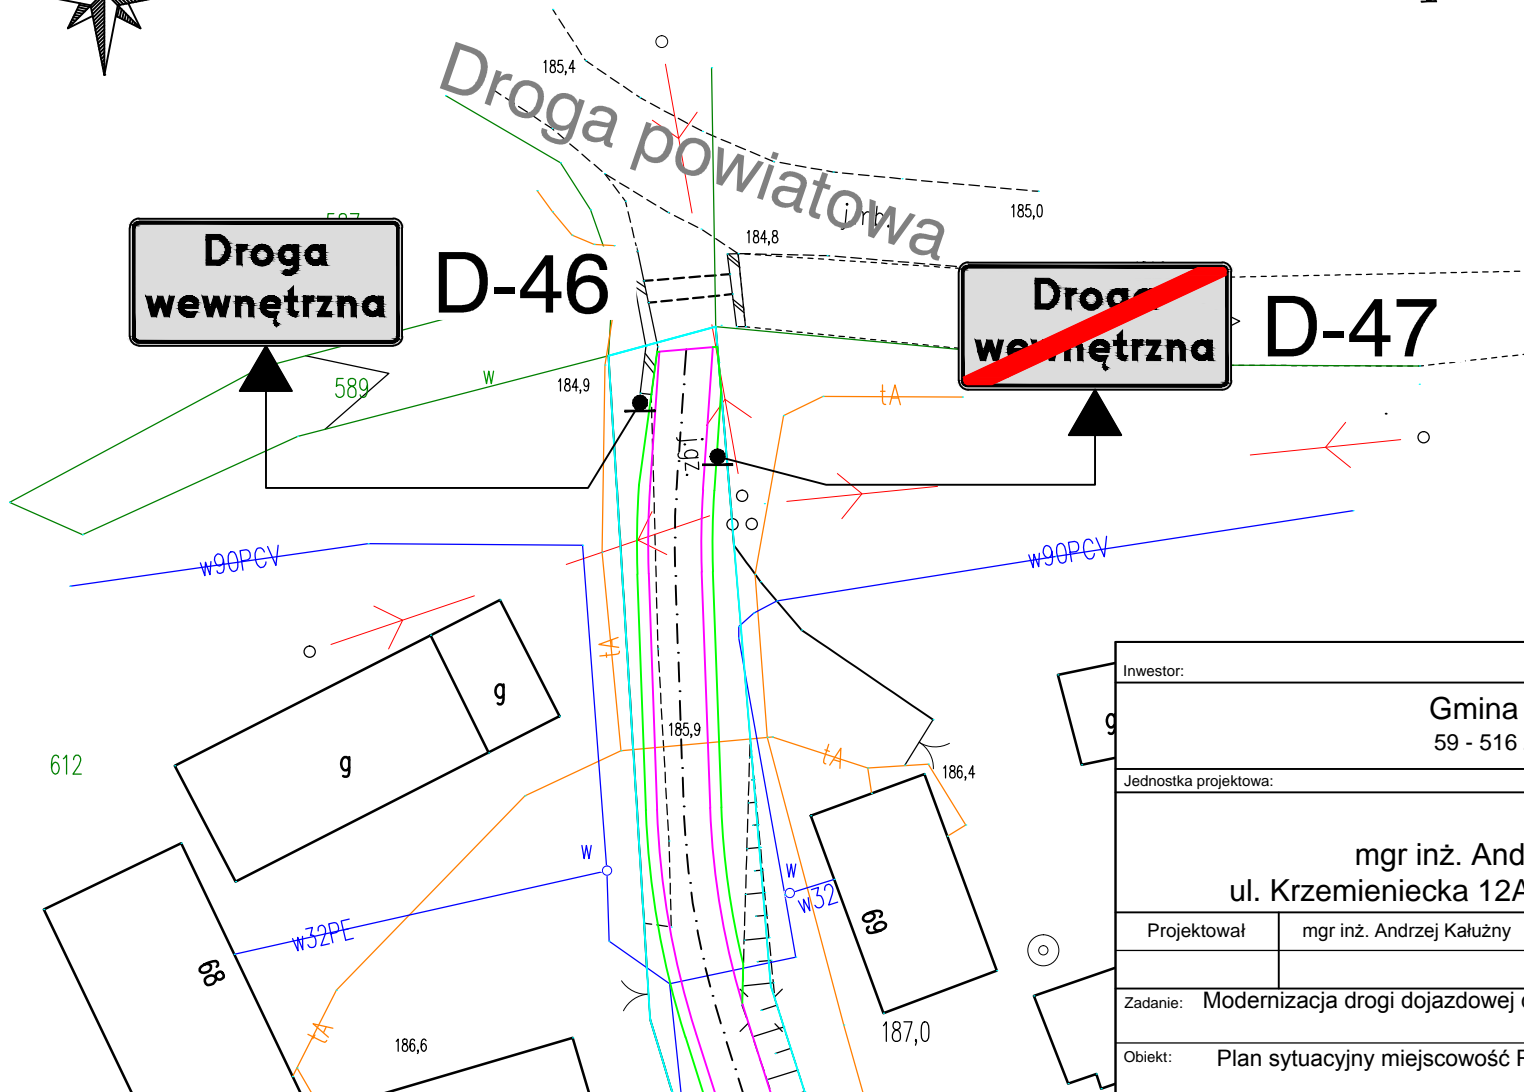 185,4
Droga powiatowa
185,0
184,8
Droga
wewnętrzna
D-46
Droga
wewnętrzna
D-47
589
w
184,9
tA
j.gz.
w90PCV
w90PCV
tA
g
g
g
612
185,9
tA
186,4
w
w
w32
w32PE
68
69
tA
186,6
187,0
Inwestor:
Gmina
59 - 516
Jednostka projektowa:
mgr inż. And
ul. Krzemieniecka 12A
Projektował
mgr inż. Andrzej Kałużny
Zadanie: Modernizacja drogi dojazdowej
Obiekt: Plan sytuacyjny miejscowość